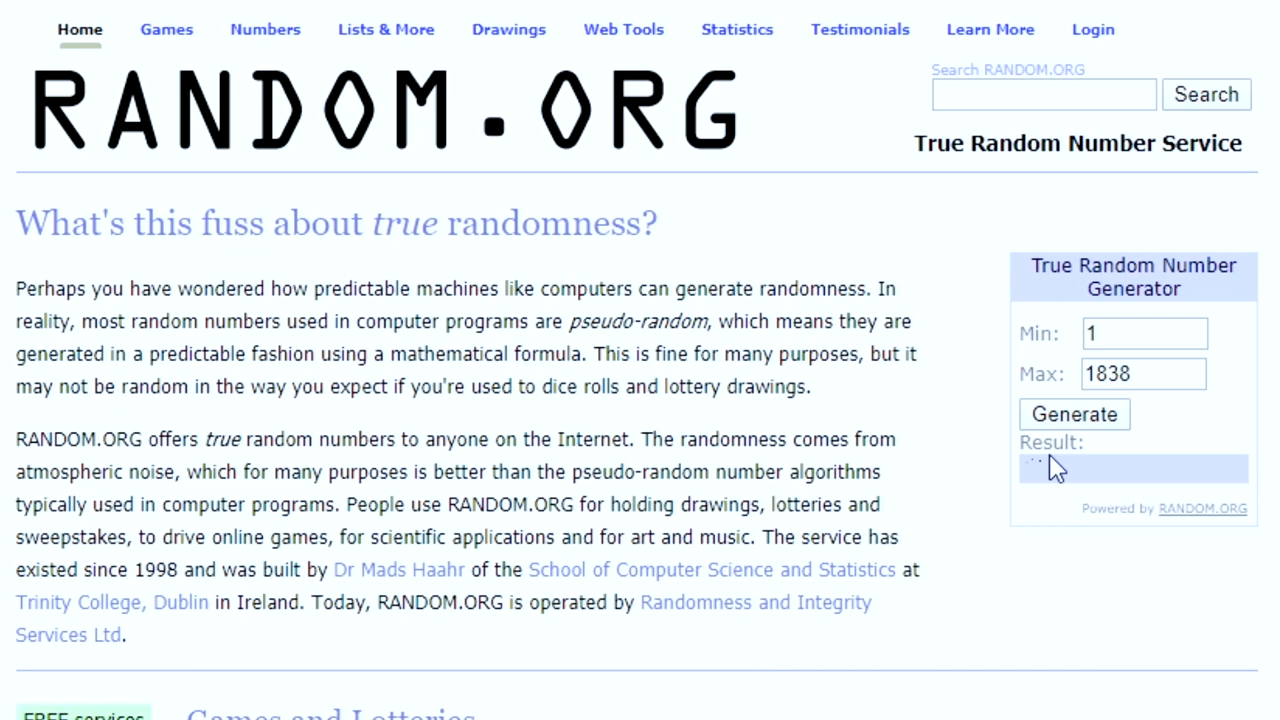 Home Games Numbers Lists & More Drawings Web Tools Statistics Testimonials Learn More Login
RANDOM.ORG
Search RANDOM.ORG
Search
True Random Number Service
What's this fuss about true randomness?
Perhaps you have wondered how predictable machines like computers can generate randomness. In
reality, most random numbers used in computer programs are pseudo-random, which means they are
generated in a predictable fashion using a mathematical formula. This is fine for many purposes, but it
may not be random in the way you expect if you're used to dice rolls and lottery drawings.
RANDOM.ORG offers true random numbers to anyone on the Internet. The randomness comes from
atmospheric noise, which for many purposes is better than the pseudo-random number algorithms
typically used in computer programs. People use RANDOM.ORG for holding drawings, lotteries and
sweepstakes, to drive online games, for scientific applications and for art and music. The service has
existed since 1998 and was built by Dr Mads Haahr of the School of Computer Science and Statistics at
Trinity College, Dublin in Ireland. Today, RANDOM.ORG is operated by Randomness and Integrity
Services Ltd.
True Random Number
Generator
Min: 1
Max: 1838
Generate
Result:
Powered by RANDOM.ORG
FREE services
Games and Lotteries